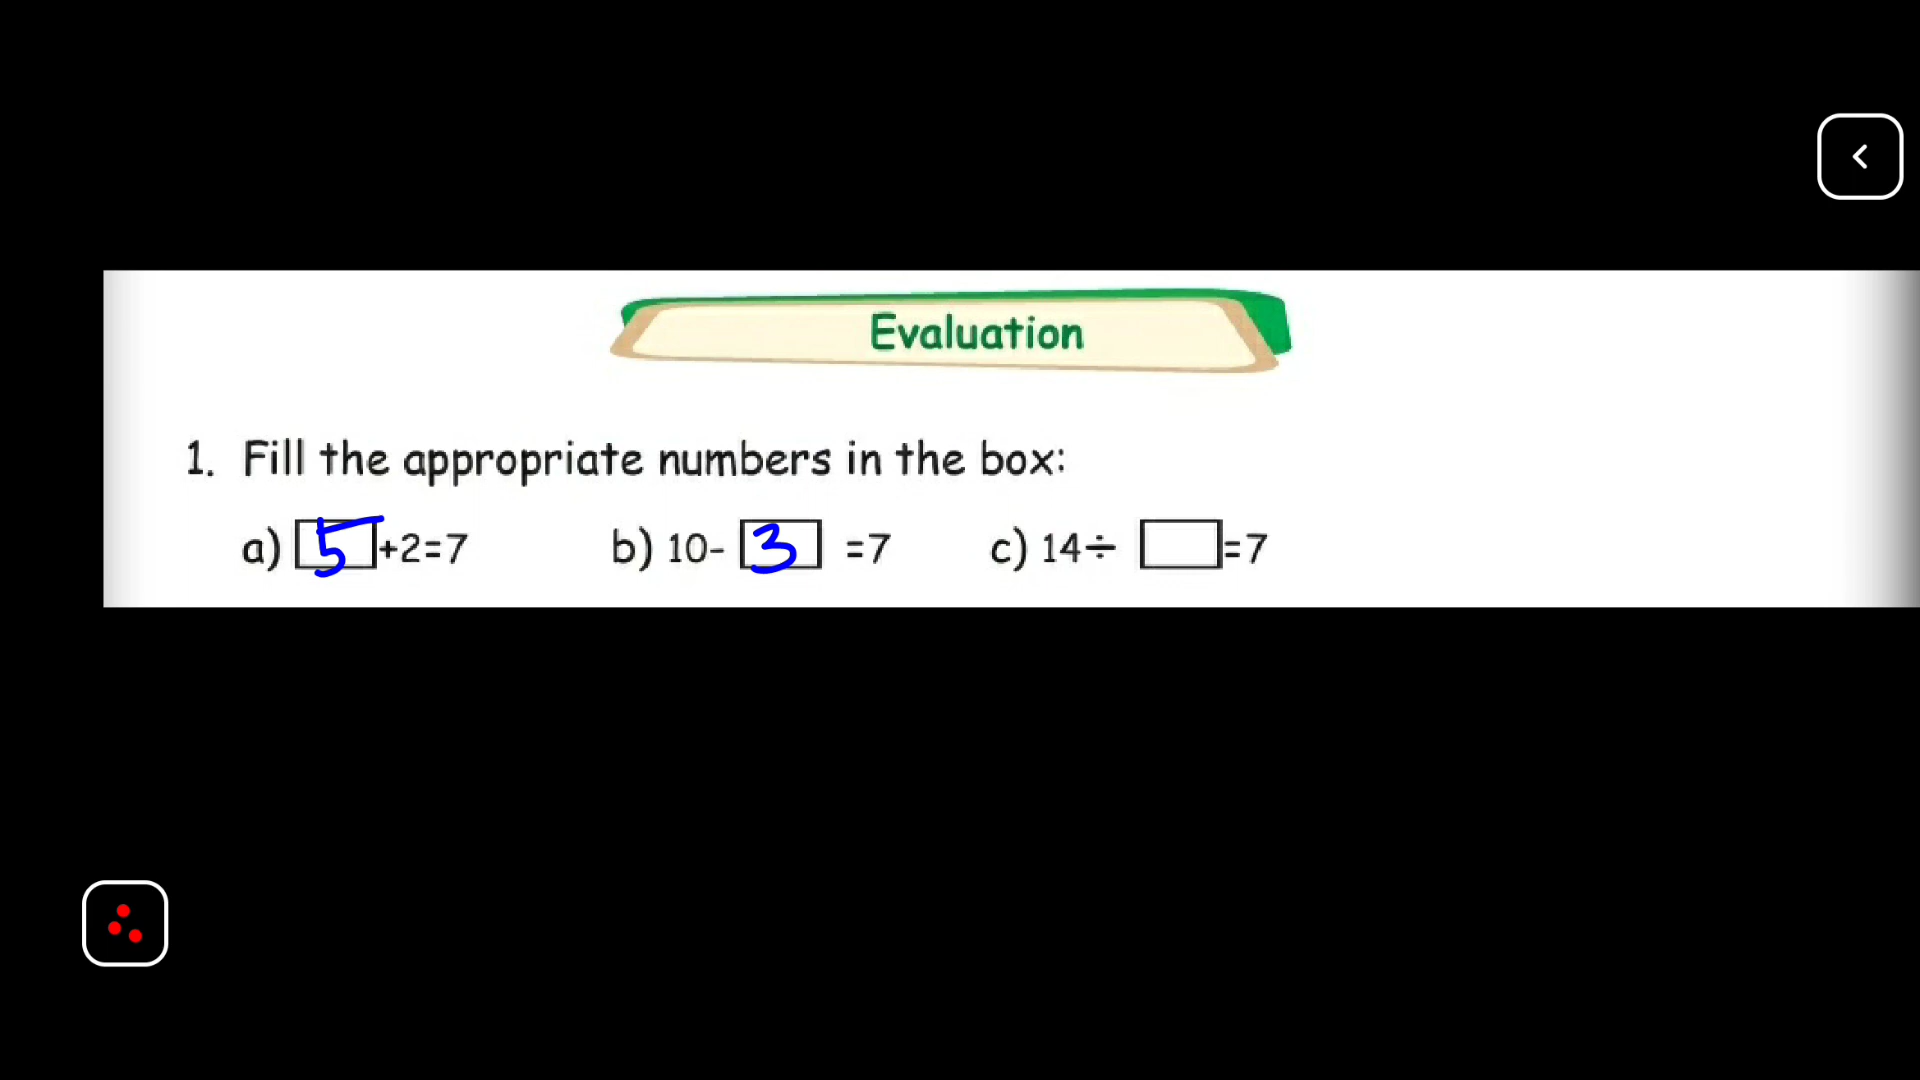 Evaluation
1. Fill the appropriate numbers in the box:
a) 5+2=7 b) 10- 3 =7 c) 14÷ =7